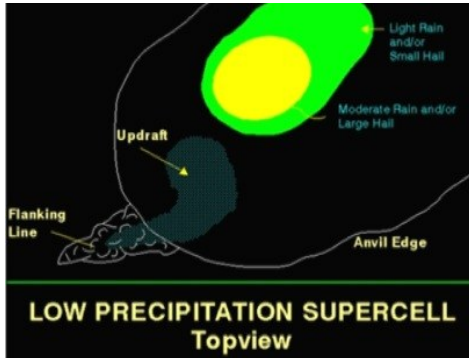 Light Rain
and/or
Small Hail
Moderate Rain and/or
Large Hail
Updraft
Flanking
Line
Anvil Edge
LOW PRECIPITATION SUPERCELL
Topview